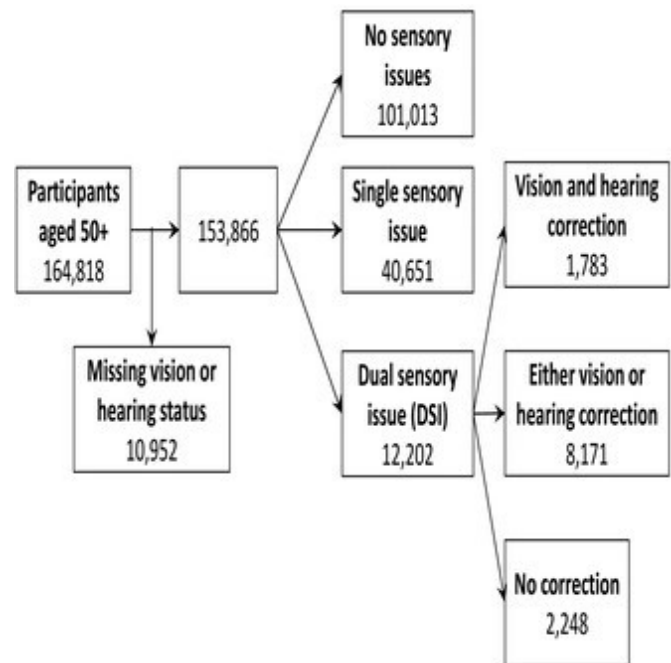 No sensory
issues
101,013
Participants
aged 50+
164,818
153,866
Single sensory
issue
40,651
Vision and hearing
correction
1,783
Missing vision or
hearing status
10,952
Dual sensory
issue (DSI)
12,202
Either vision or
hearing correction
8,171
No correction
2,248